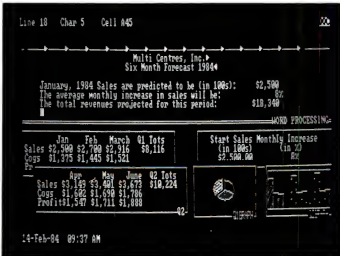 Line 18 Char 5 Cell A45
Multi Centres, Inc.
Six Month Forecast 1984
January, 1984 Sales are predicted to be (in 100s): $2,500
The average monthly increase in sales will be: 8%
The total revenues projected for this period: $18,340
WORD PROCESSING
Jan Feb March Q1 Tots
Sales $2,500 $2,700 $2,916 $8,116
Cogs $1,375 $1,445 $1,521
Pr
Apr May June Q2 Tots
Sales $3,149 $3,401 $3,673 $10,224
Cogs $1,602 $1,690 $1,786
Profit $1,547 $1,711 $1,888
Q2
Start Sales Monthly Increase
(in 100s) (in %)
$2,500.00 8%
14-Feb-84 09:37 AM